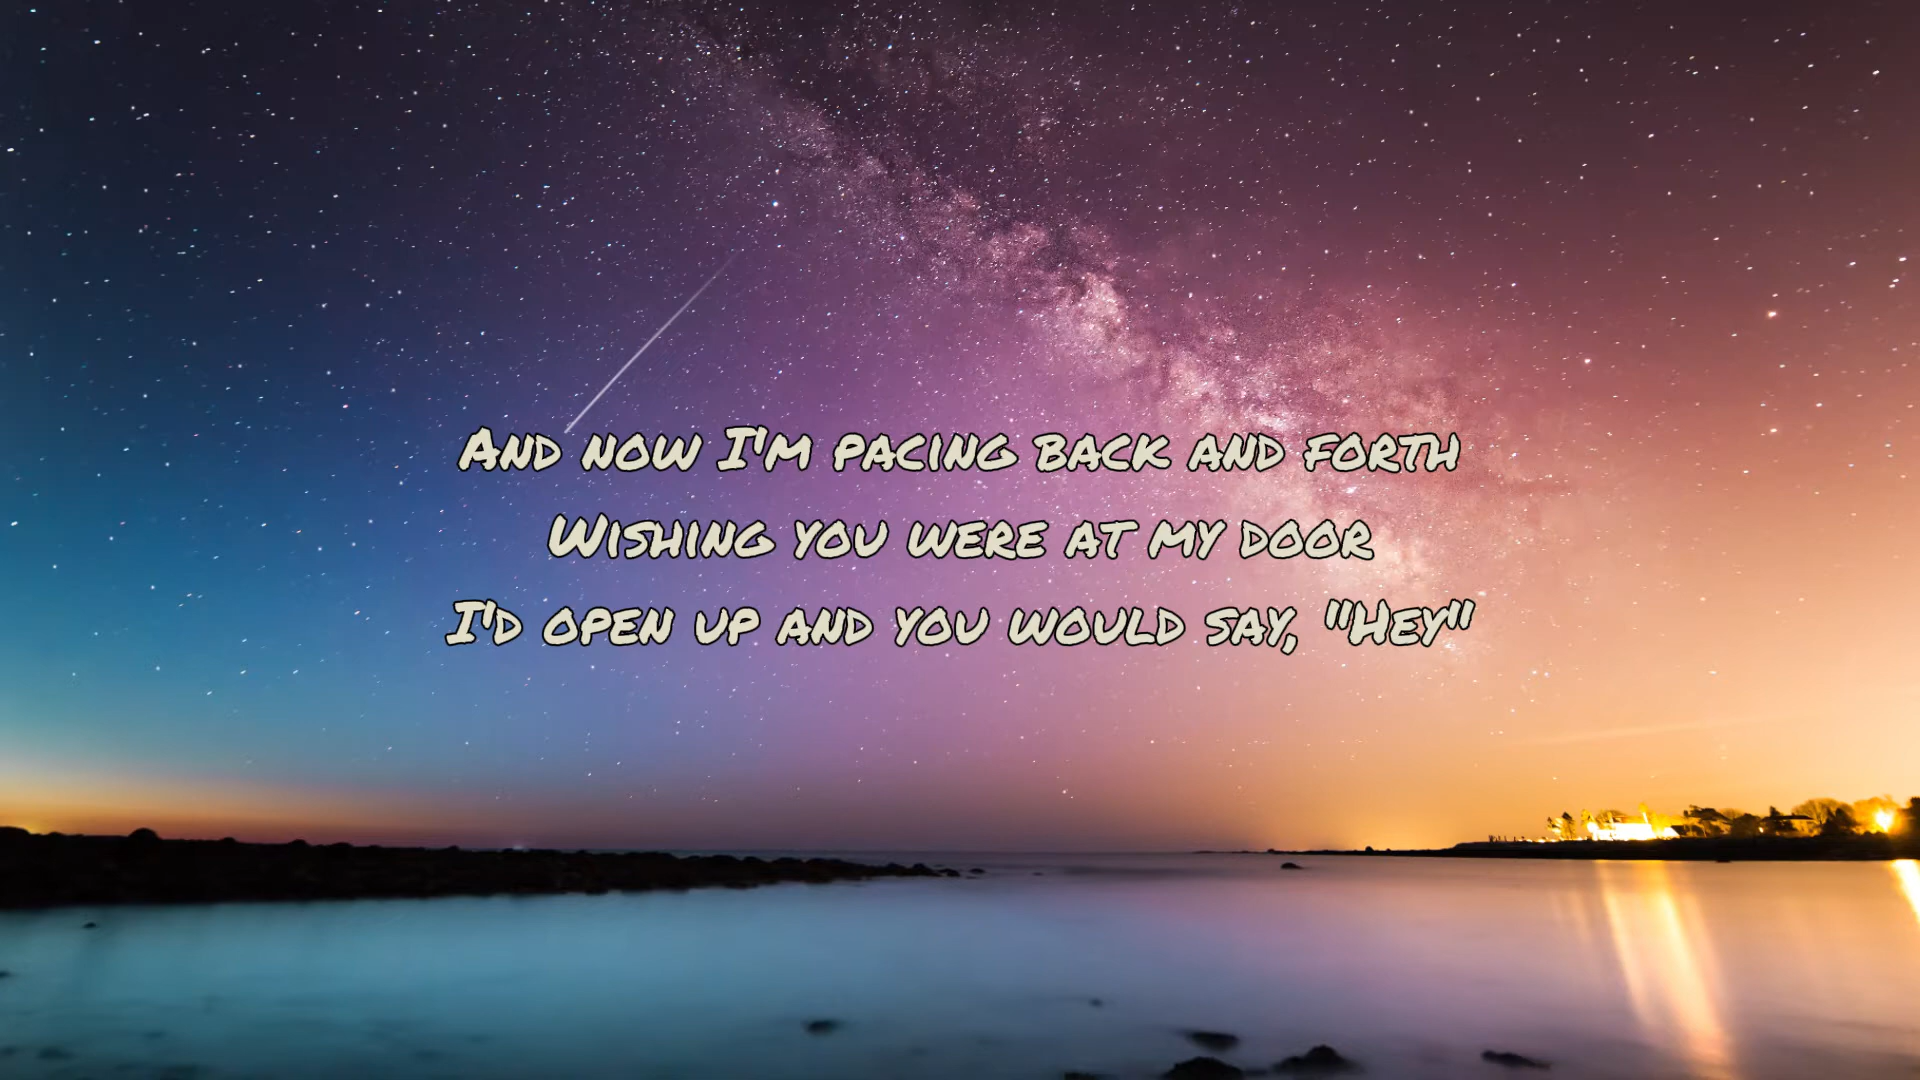 And now I'm pacing back and forth
Wishing you were at my door
I'd open up and you would say, "Hey"